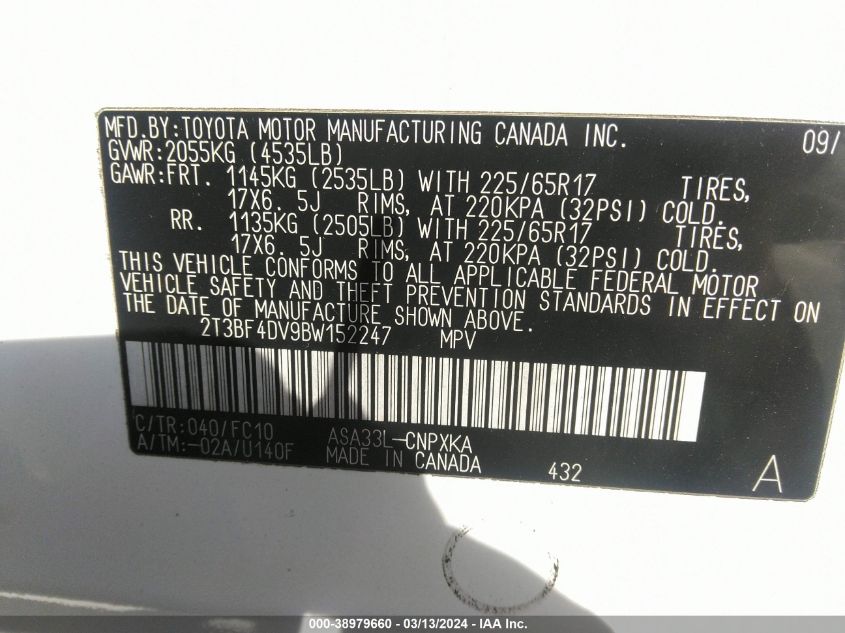 MFD.BY:TOYOTA MOTOR MANUFACTURING CANADA INC. 09/
GVWR:2055KG (4535LB)
GAWR:FRT. 1145KG (2535LB) WITH 225/65R17 TIRES,
17X6. 5J RIMS, AT 220KPA (32PSI) COLD.
RR. 1135KG (2505LB) WITH 225/65R17 TIRES,
17X6. 5J RIMS, AT 220KPA (32PSI) COLD.
THIS VEHICLE CONFORMS TO ALL APPLICABLE FEDERAL MOTOR
VEHICLE SAFETY AND THEFT PREVENTION STANDARDS IN EFFECT ON
THE DATE OF MANUFACTURE SHOWN ABOVE.
2T3BF4DV9BW152247 MPV
C/TR:040/FC10 ASA33L-CNPXKA
A/TM:-02A/U140F MADE IN CANADA 432 A
000-38979660 - 03/13/2024 - IAA Inc.